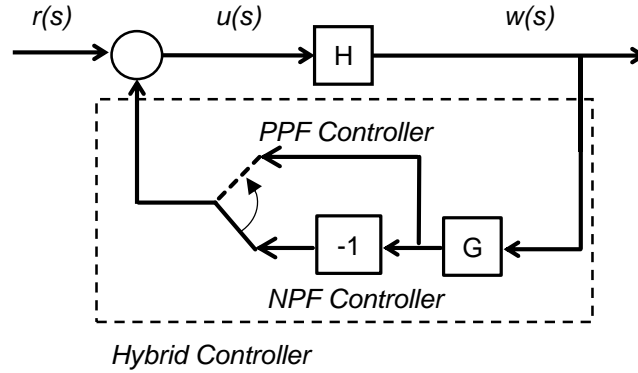 r(s)
u(s)
w(s)
H
PPF Controller
-1
G
NPF Controller
Hybrid Controller